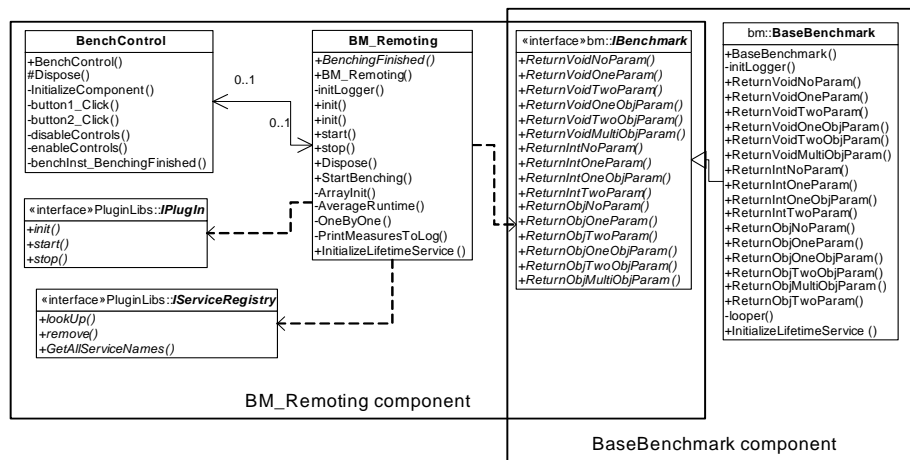 BenchControl
+BenchControl()
#Dispose()
-InitializeComponent()
-button1_Click()
-button2_Click()
-disableControls()
-enableControls()
-benchInst_BenchingFinished()
0..1
0..1
BM_Remoting
+BenchingFinished()
+BM_Remoting()
-initLogger()
+init()
+init()
+start()
+stop()
+Dispose()
+StartBenching()
-ArrayInit()
-AverageRuntime()
-OneByOne()
-PrintMeasuresToLog()
+InitializeLifetimeService ()
«interface»bm::IBenchmark
+ReturnVoidNoParam()
+ReturnVoidOneParam()
+ReturnVoidTwoParam()
+ReturnVoidOneObjParam()
+ReturnVoidTwoObjParam()
+ReturnVoidMultiObjParam()
+ReturnIntNoParam()
+ReturnIntOneParam()
+ReturnIntOneObjParam()
+ReturnIntTwoParam()
+ReturnObjNoParam()
+ReturnObjOneParam()
+ReturnObjTwoParam()
+ReturnObjOneObjParam()
+ReturnObjTwoObjParam()
+ReturnObjMultiObjParam()
bm::BaseBenchmark
+BaseBenchmark()
-initLogger()
+ReturnVoidNoParam()
+ReturnVoidOneParam()
+ReturnVoidTwoParam()
+ReturnVoidOneObjParam()
+ReturnVoidTwoObjParam()
+ReturnVoidMultiObjParam()
+ReturnIntNoParam()
+ReturnIntOneParam()
+ReturnIntOneObjParam()
+ReturnIntTwoParam()
+ReturnObjNoParam()
+ReturnObjOneParam()
+ReturnObjOneObjParam()
+ReturnObjTwoObjParam()
+ReturnObjMultiObjParam()
+ReturnObjTwoParam()
-looper()
+InitializeLifetimeService ()
«interface»PluginLibs::IPlugIn
+init()
+start()
+stop()
«interface»PluginLibs::IServiceRegistry
+lookUp()
+remove()
+GetAllServiceNames()
BM_Remoting component
BaseBenchmark component